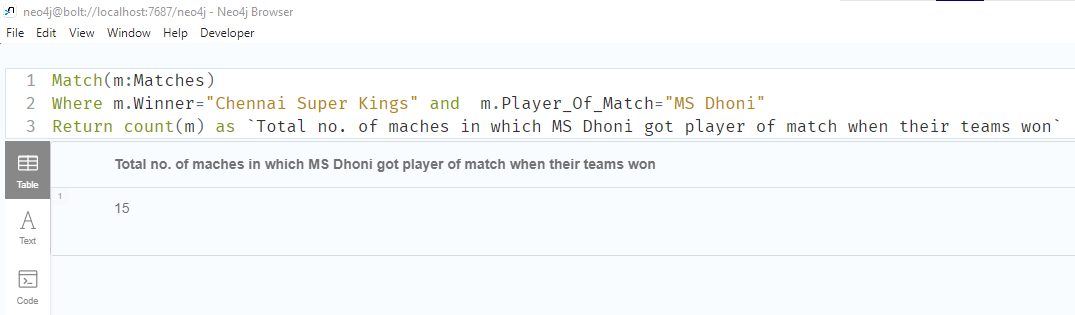 neo4j@bolt://localhost:7687/neo4j - Neo4j Browser
File Edit View Window Help Developer
1 Match(m:Matches)
2 Where m.Winner="Chennai Super Kings" and  m.Player_Of_Match="MS Dhoni"
3 Return count(m) as `Total no. of maches in which MS Dhoni got player of match when their teams won`
Table
Total no. of maches in which MS Dhoni got player of match when their teams won
1
15
A
Text
Code